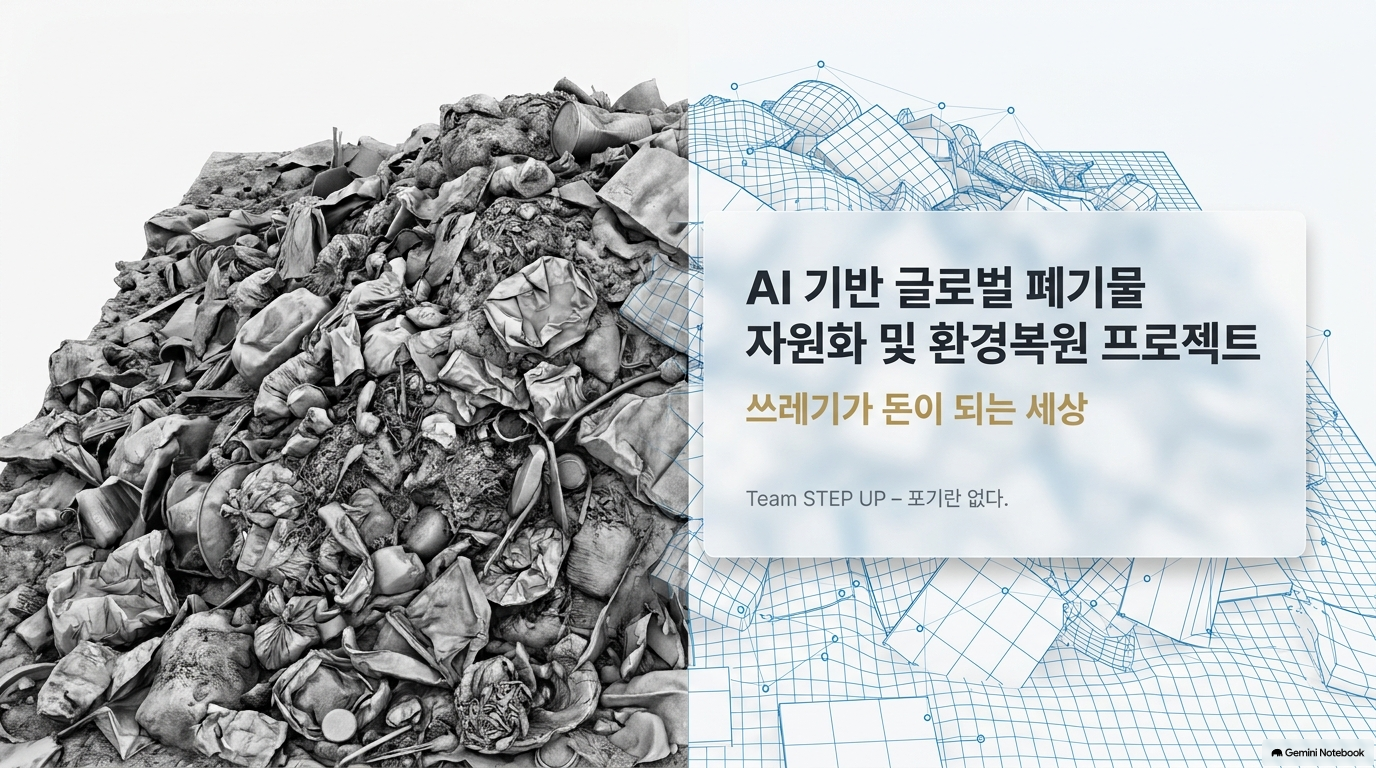 AI 기반 글로벌 폐기물
자원화 및 환경복원 프로젝트
쓰레기가 돈이 되는 세상
Team STEP UP – 포기란 없다.
Gemini Notebook